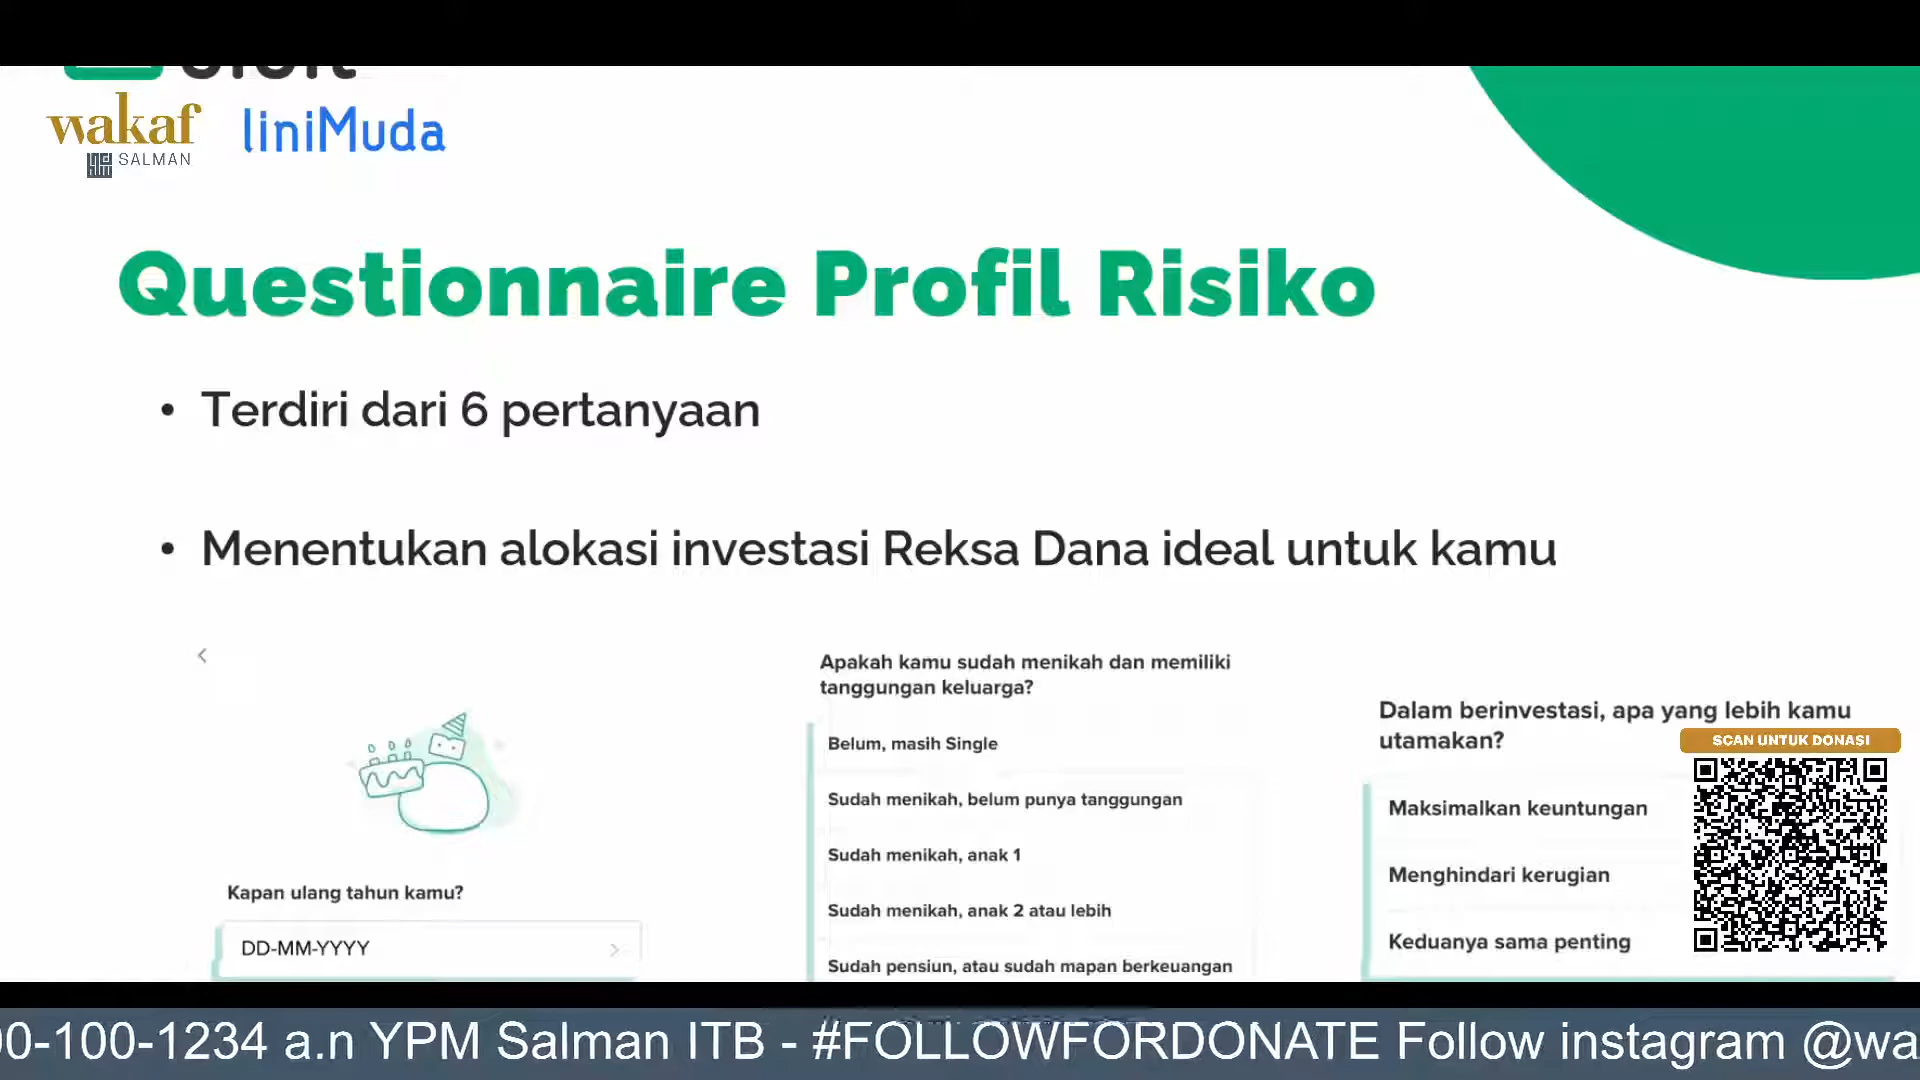 wakaf
SALMAN
liniMuda
Questionnaire Profil Risiko
• Terdiri dari 6 pertanyaan
• Menentukan alokasi investasi Reksa Dana ideal untuk kamu
Kapan ulang tahun kamu?
DD-MM-YYYY
Apakah kamu sudah menikah dan memiliki
tanggungan keluarga?
Belum, masih Single
Sudah menikah, belum punya tanggungan
Sudah menikah, anak 1
Sudah menikah, anak 2 atau lebih
Sudah pensiun, atau sudah mapan berkeuangan
Dalam berinvestasi, apa yang lebih kamu
utamakan?
Maksimalkan keuntungan
Menghindari kerugian
Keduanya sama penting
SCAN UNTUK DONASI
0-100-1234 a.n YPM Salman ITB - #FOLLOWFORDONATE Follow instagram @wa